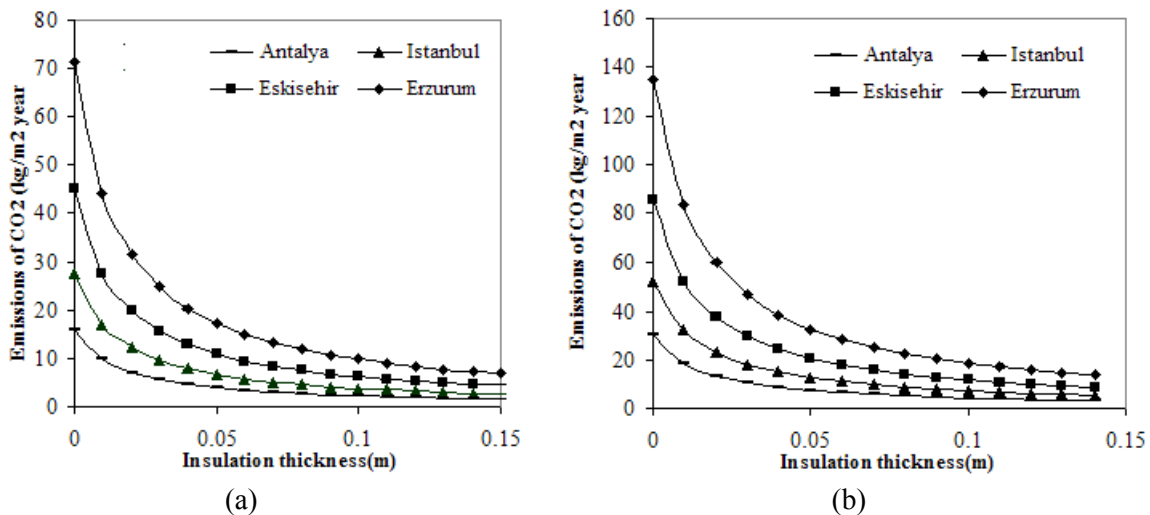 80
70
60
50
40
30
20
10
0
Emissions of CO2 (kg/m2 year
Antalya Istanbul
Eskisehir Erzurum
0 0.05 0.1 0.15
Insulation thickness(m)
(a)
160
140
120
100
80
60
40
20
0
Emissions of CO2 (kg/m2 year)
Antalya Istanbul
Eskisehir Erzurum
0 0.05 0.1 0.15
Insulation thickness(m)
(b)